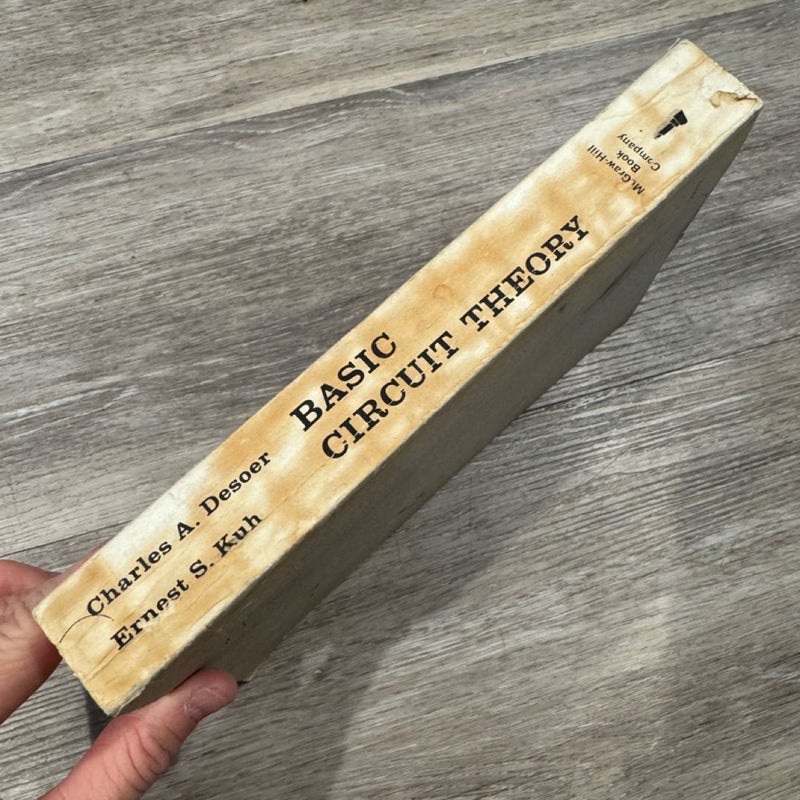 Charles A. Desoer
Ernest S. Kuh
BASIC
CIRCUIT THEORY
McGraw-Hill
Book
Company